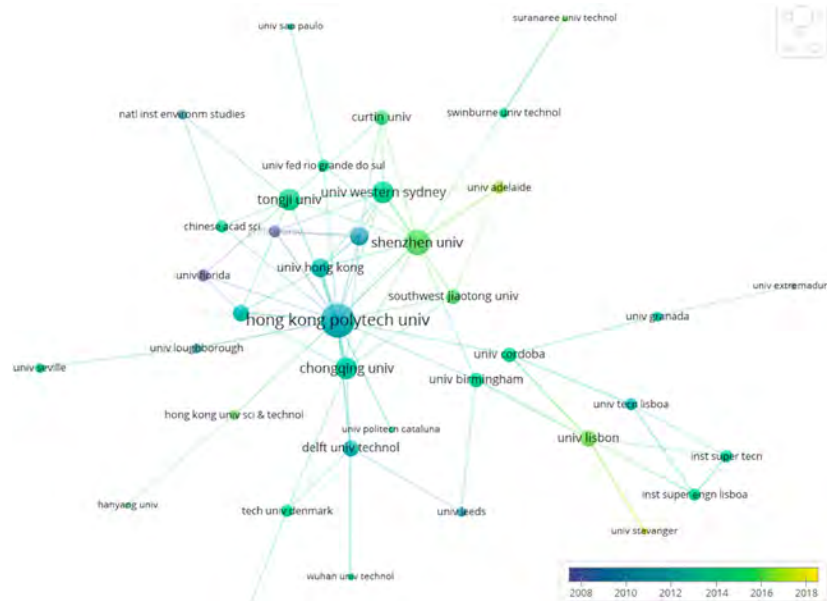 univ sao paulo
suranaree univ technol
natl inst environm studies
curtin univ
swinburne univ technol
univ fed rio grande do sul
univ adelaide
tongji univ
univ western sydney
chinese acad sci
shenzhen univ
univ hong kong
univ florida
southwest jiaotong univ
univ extremadur
hong kong polytech univ
univ granada
univ loughborough
univ cordoba
univ seville
chongqing univ
univ birmingham
univ tecn lisboa
hong kong univ sci & technol
univ politecn cataluna
univ lisbon
delft univ technol
inst super tecn
inst super engn lisboa
hanyang univ
tech univ denmark
univ leeds
univ stavanger
wuhan univ technol
2008 2010 2012 2014 2016 2018